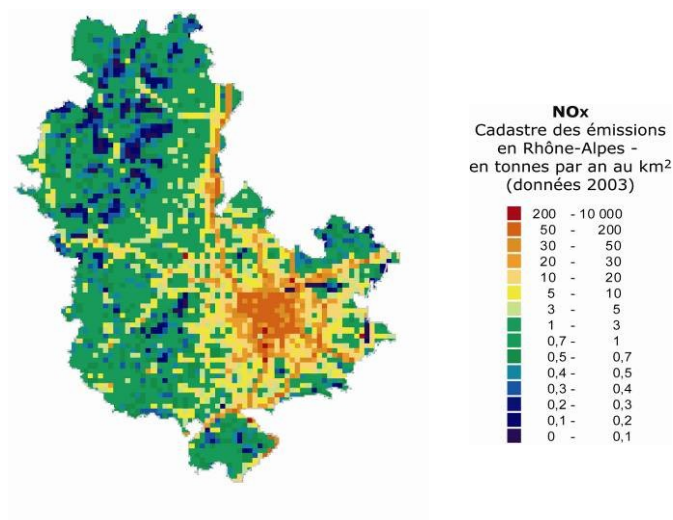 NOx
Cadastre des émissions
en Rhône-Alpes -
en tonnes par an au km²
(données 2003)
200 - 10 000
50 - 200
30 - 50
20 - 30
10 - 20
5 - 10
3 - 5
1 - 3
0,7 - 1
0,5 - 0,7
0,4 - 0,5
0,3 - 0,4
0,2 - 0,3
0,1 - 0,2
0 - 0,1